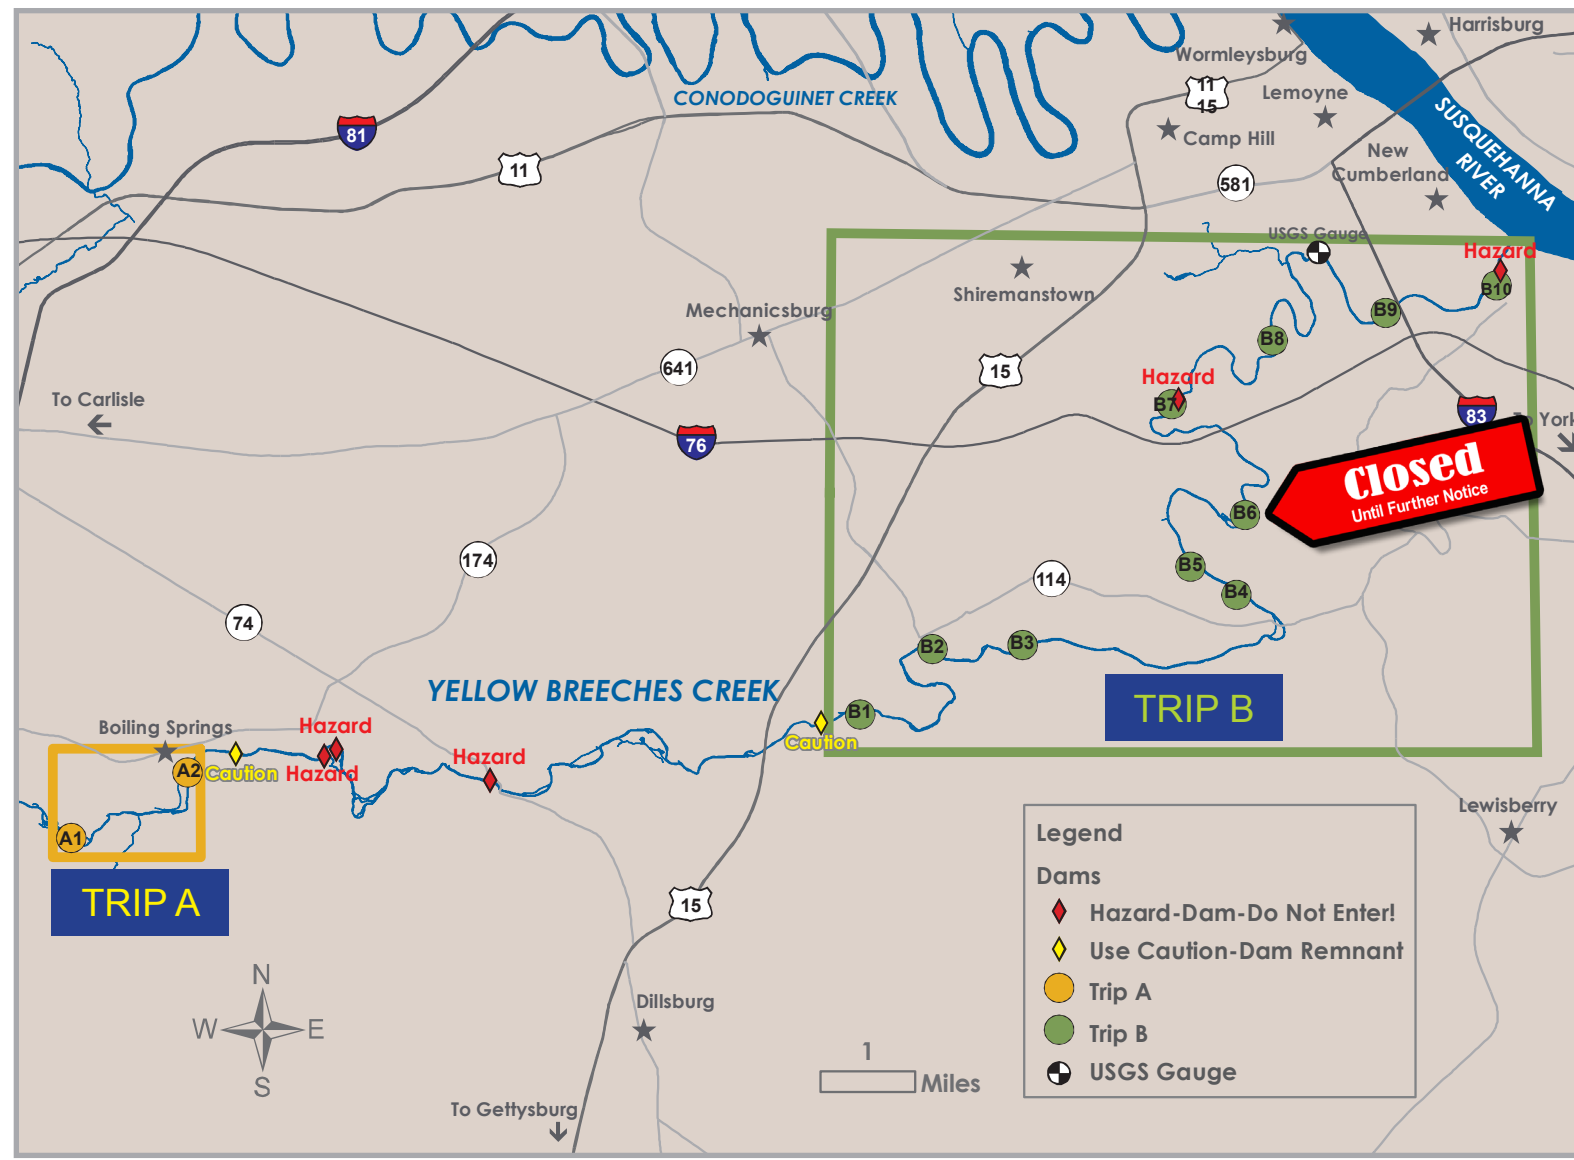 Harrisburg
Wormleysburg
11
15
Lemoyne
CONODOGUINET CREEK
SUSQUEHANNA
RIVER
81
Camp Hill
New
Cumberland
11
581
USGS Gauge
Hazard
B10
Shiremanstown
Mechanicsburg
B9
B8
641
15
Hazard
B7
To Carlisle
83
To York
76
Closed
Until Further Notice
B6
174
B5
114
B4
74
B2
B3
YELLOW BREECHES CREEK
TRIP B
B1
Caution
Boiling Springs
Hazard
Hazard
Hazard
A2
Caution
A1
TRIP A
Lewisberry
Legend
Dams
Hazard-Dam-Do Not Enter!
Use Caution-Dam Remnant
Trip A
Trip B
USGS Gauge
15
N
W
E
S
Dillsburg
1
Miles
To Gettysburg